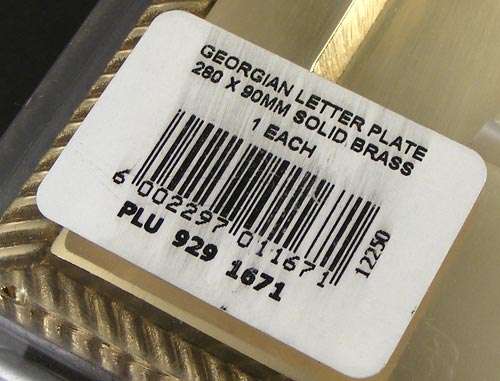 GEORGIAN LETTER PLATE
280 X 90MM SOLID BRASS
1 EACH
6 002297 011671
12250
PLU 929 1671